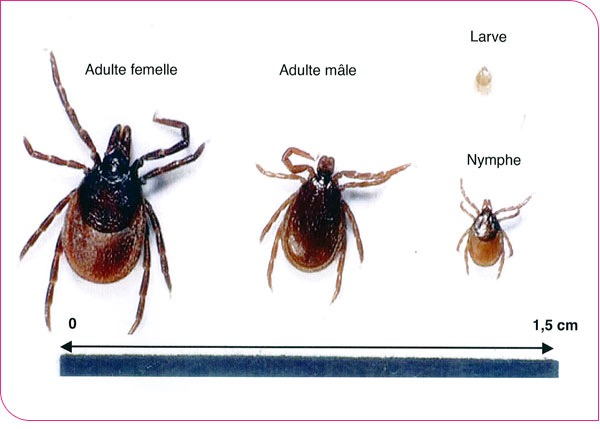 Larve
Adulte femelle
Adulte mâle
Nymphe
0
1,5 cm